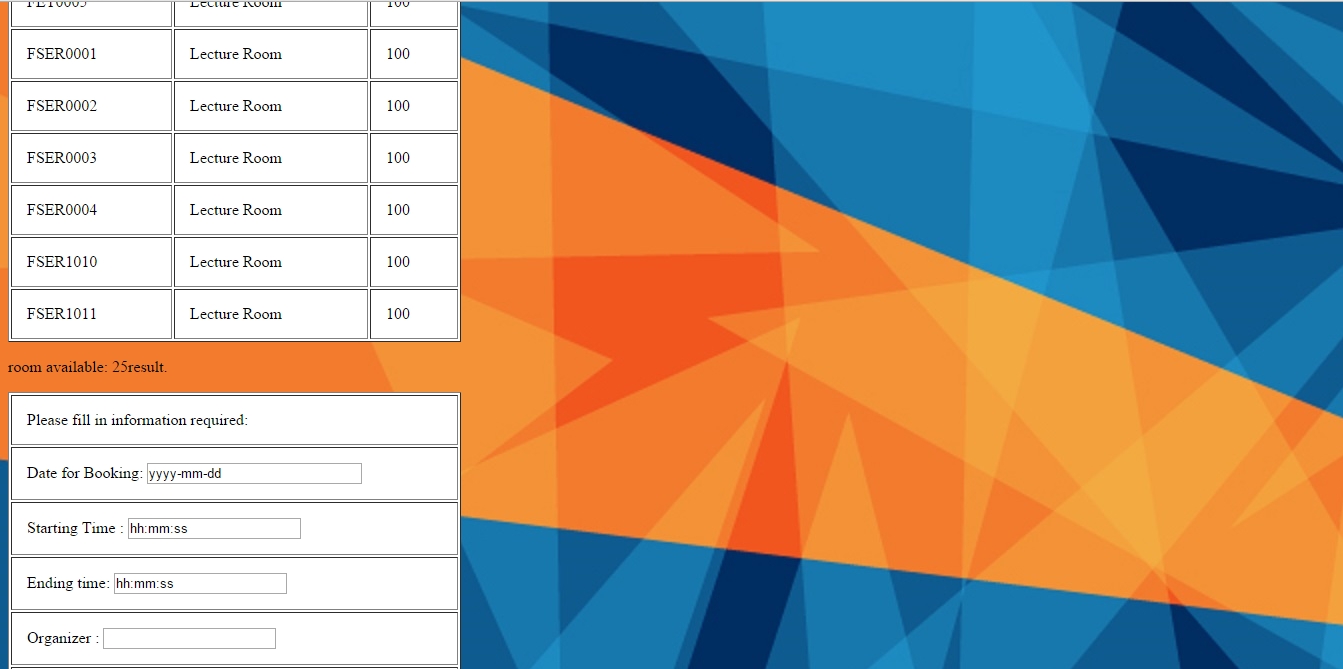 FET0005 Lecture Room 100
FSER0001 Lecture Room 100
FSER0002 Lecture Room 100
FSER0003 Lecture Room 100
FSER0004 Lecture Room 100
FSER1010 Lecture Room 100
FSER1011 Lecture Room 100
room available: 25result.
Please fill in information required:
Date for Booking: yyyy-mm-dd
Starting Time : hh:mm:ss
Ending time: hh:mm:ss
Organizer :